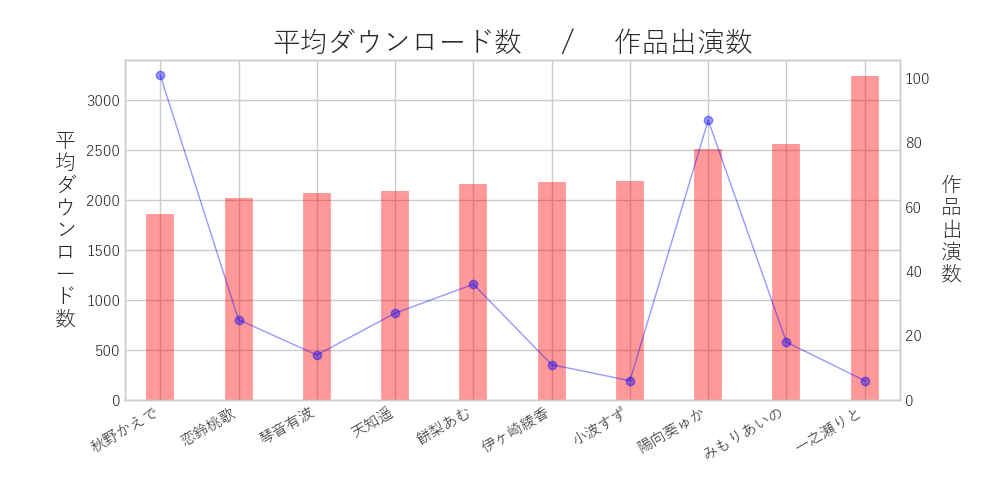 平均ダウンロード数 / 作品出演数
平均ダウンロード数
3000
2500
2000
1500
1000
500
0
作品出演数
100
80
60
40
20
0
秋野かえで
恋鈴桃歌
琴音有波
天知遥
餅梨あむ
伊ヶ崎綾香
小波すず
陽向葵ゅか
みもりあいの
一之瀬りと